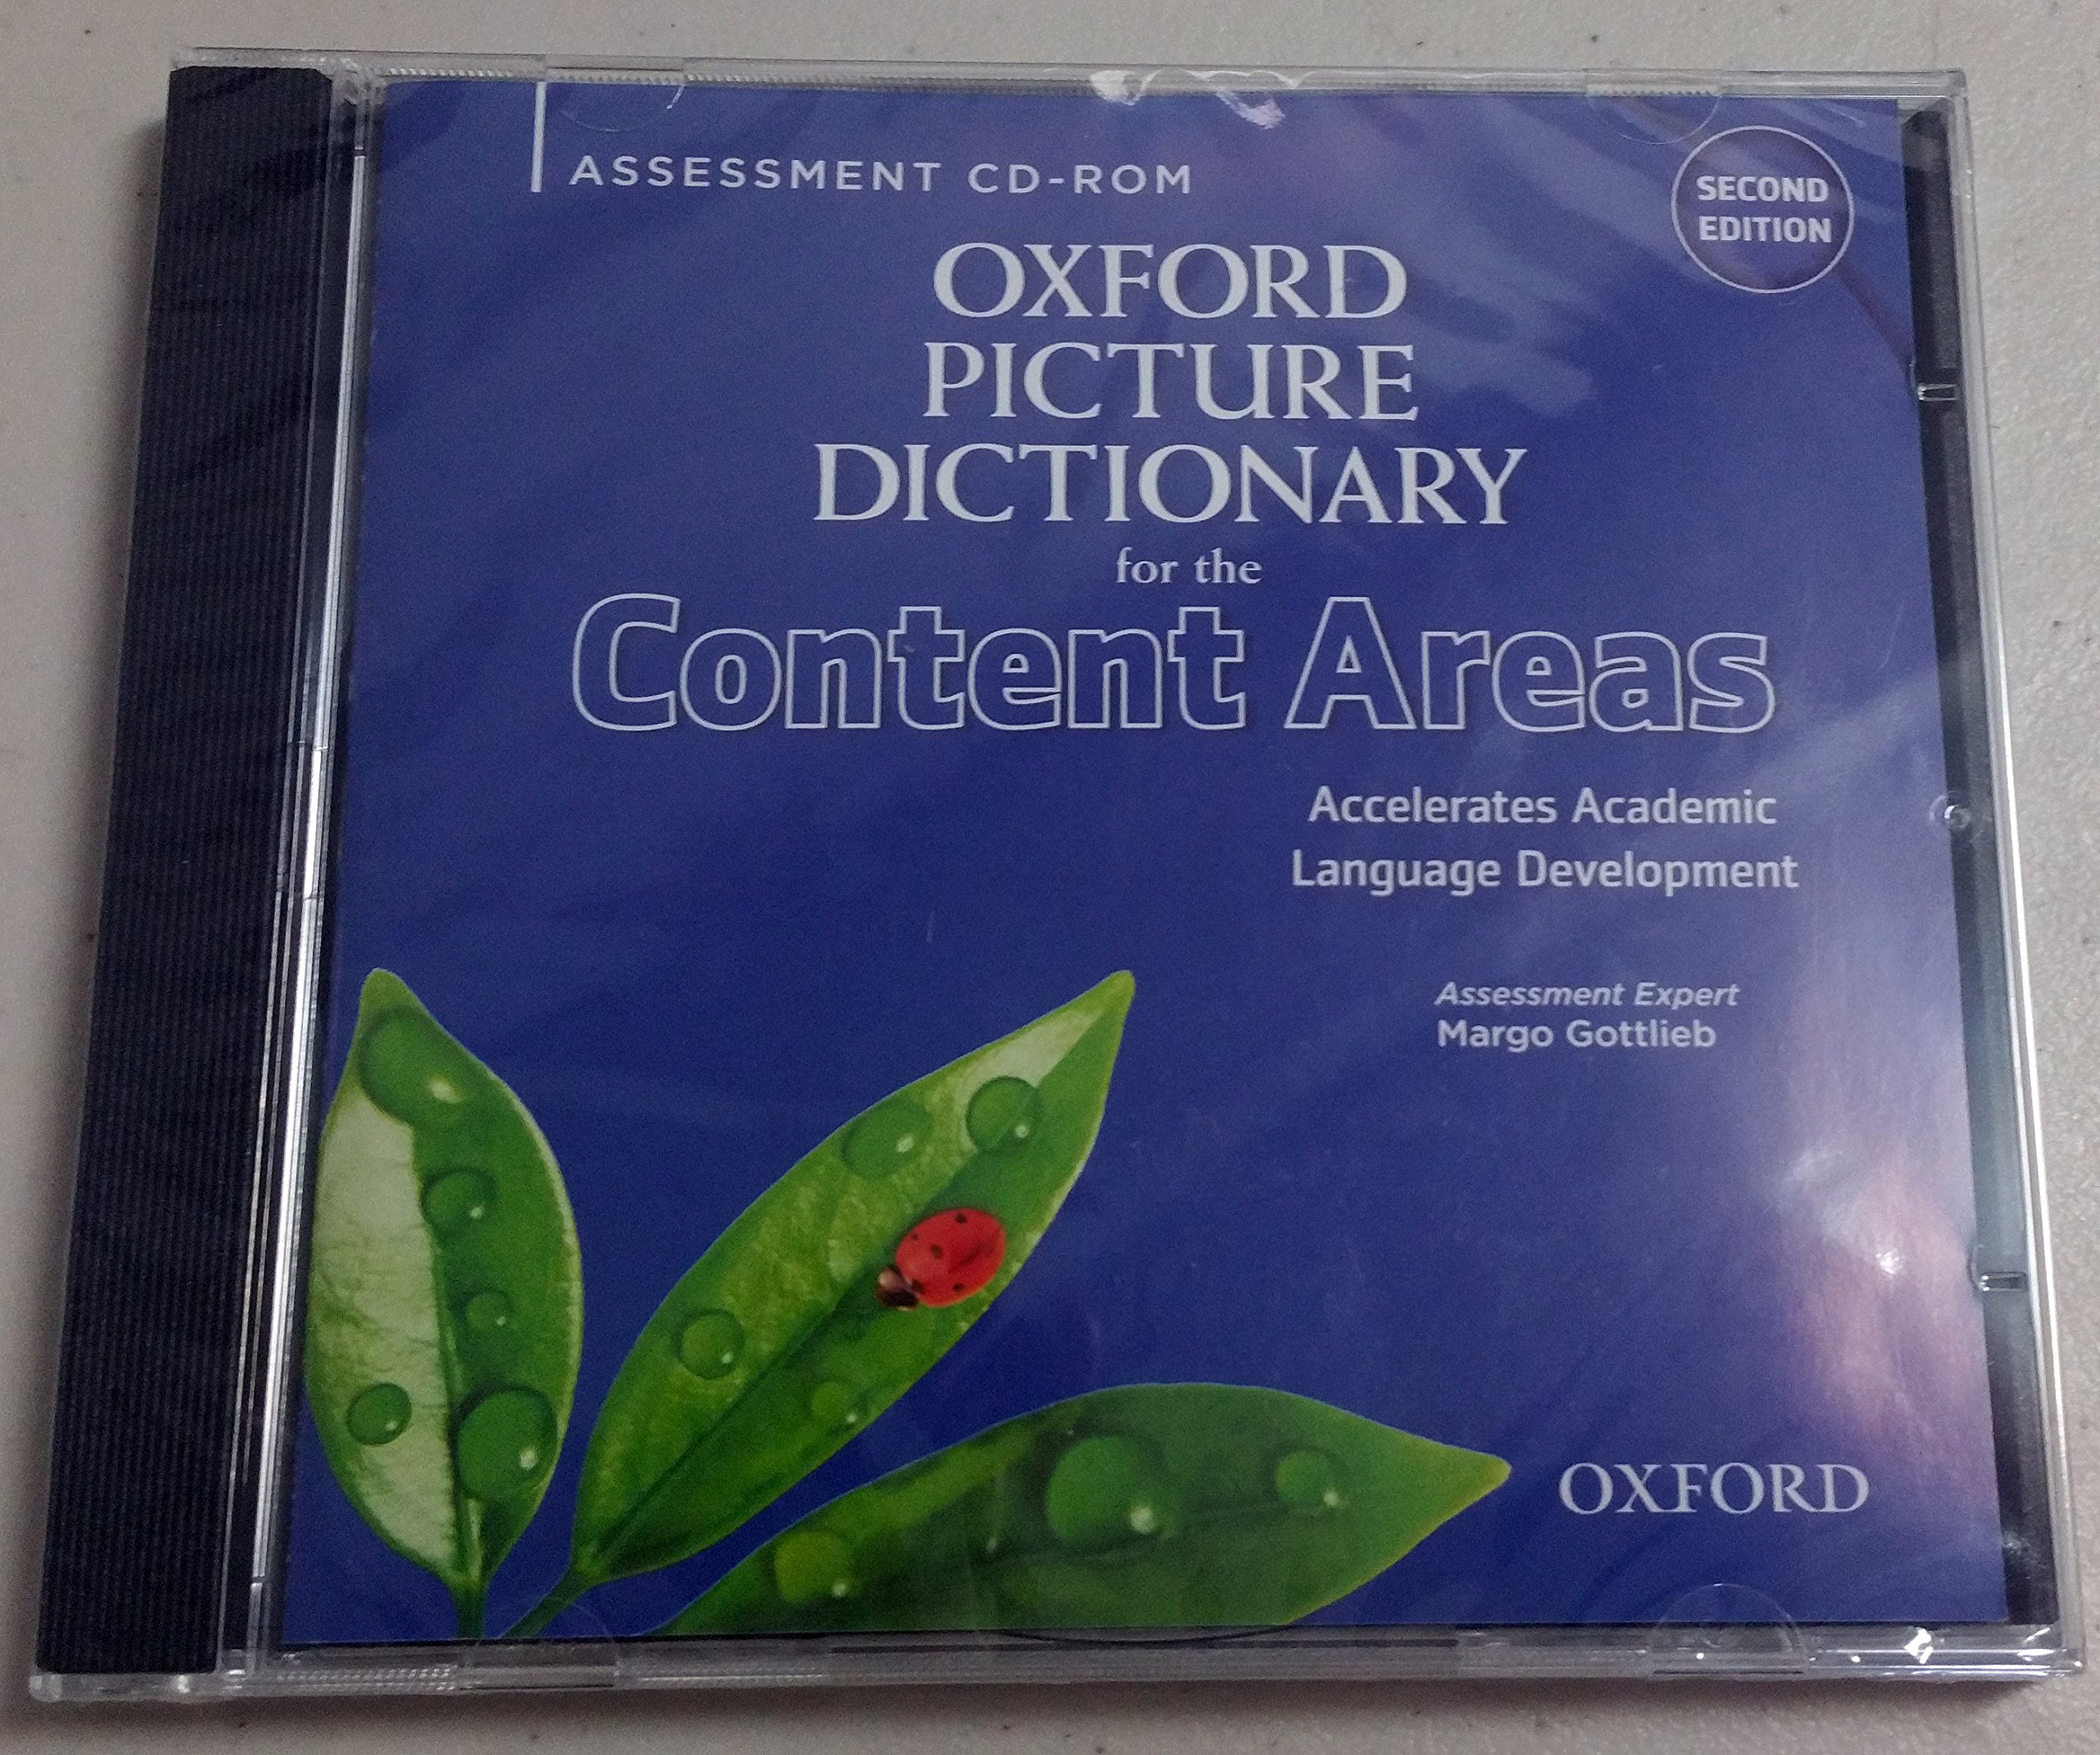 ASSESSMENT CD-ROM
SECOND
EDITION
OXFORD
PICTURE
DICTIONARY
for the
Content Areas
Accelerates Academic
Language Development
Assessment Expert
Margo Gottlieb
OXFORD